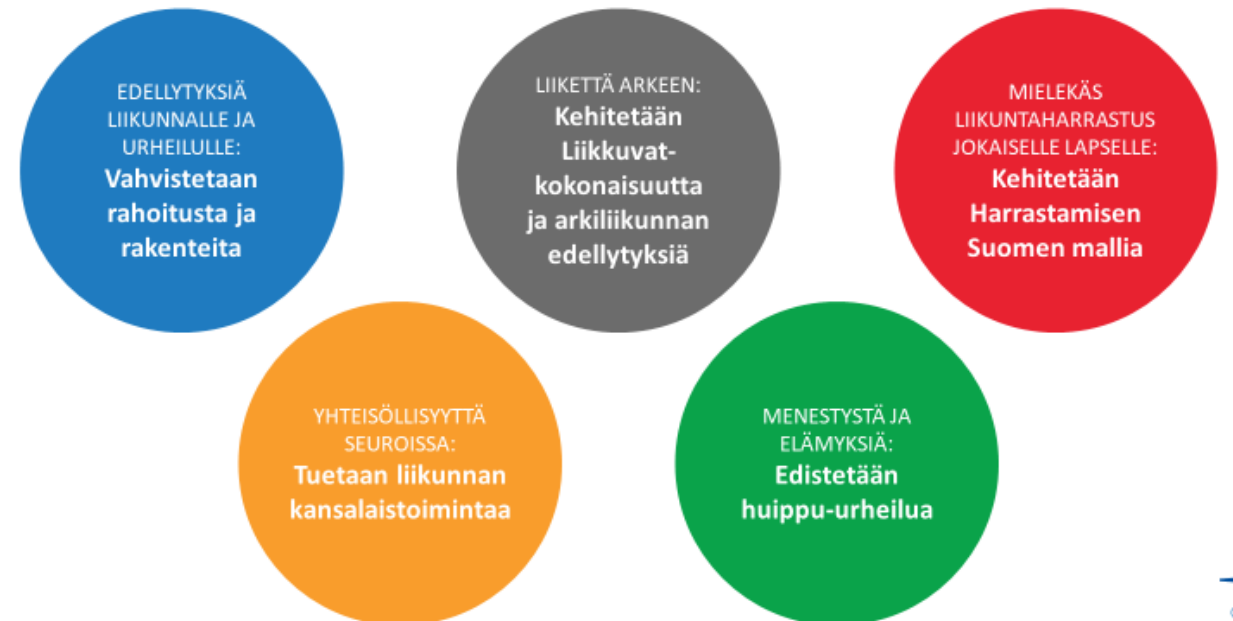 EDELLYTYKSIÄ
LIIKUNNALLE JA
URHEILULLE:
Vahvistetaan
rahoitusta ja
rakenteita
LIIKETTÄ ARKEEN:
Kehitetään
Liikkuvat-
kokonaisuutta
ja arkiliikunnan
edellytyksiä
MIELEKÄS
LIIKUNTAHARRASTUS
JOKAISELLE LAPSELLE:
Kehitetään
Harrastamisen
Suomen mallia
YHTEISÖLLISYYTTÄ
SEUROISSA:
Tuetaan liikunnan
kansalaistoimintaa
MENESTYSTÄ JA
ELÄMYKSIÄ:
Edistetään
huippu-urheilua